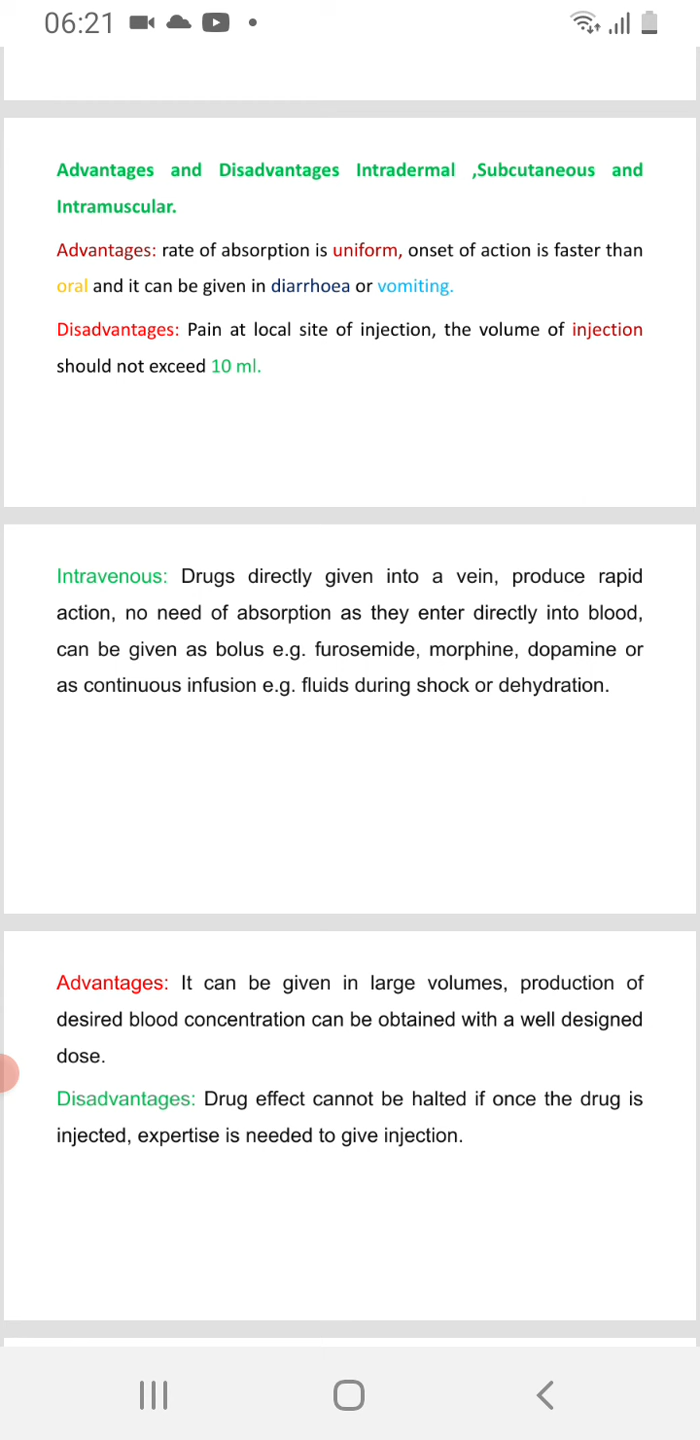 06:21
Advantages and Disadvantages Intradermal ,Subcutaneous and
Intramuscular.
Advantages: rate of absorption is uniform, onset of action is faster than
oral and it can be given in diarrhoea or vomiting.
Disadvantages: Pain at local site of injection, the volume of injection
should not exceed 10 ml.
Intravenous: Drugs directly given into a vein, produce rapid
action, no need of absorption as they enter directly into blood,
can be given as bolus e.g. furosemide, morphine, dopamine or
as continuous infusion e.g. fluids during shock or dehydration.
Advantages: It can be given in large volumes, production of
desired blood concentration can be obtained with a well designed
dose.
Disadvantages: Drug effect cannot be halted if once the drug is
injected, expertise is needed to give injection.